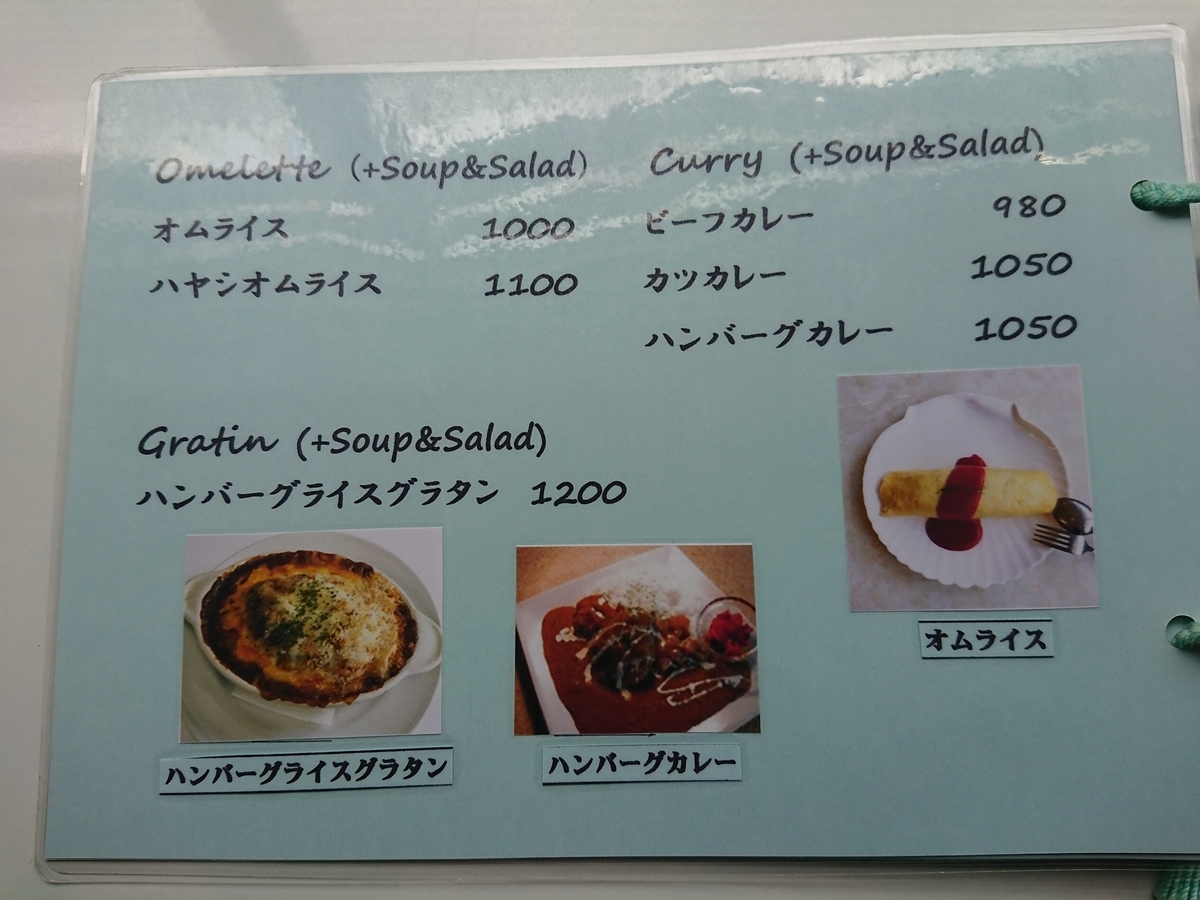 Omelette (+Soup&Salad)
オムライス 1000
ハヤシオムライス 1100
Curry (+Soup&Salad)
ビーフカレー 980
カツカレー 1050
ハンバーグカレー 1050
Gratin (+Soup&Salad)
ハンバーグライスグラタン 1200
オムライス
ハンバーグライスグラタン
ハンバーグカレー